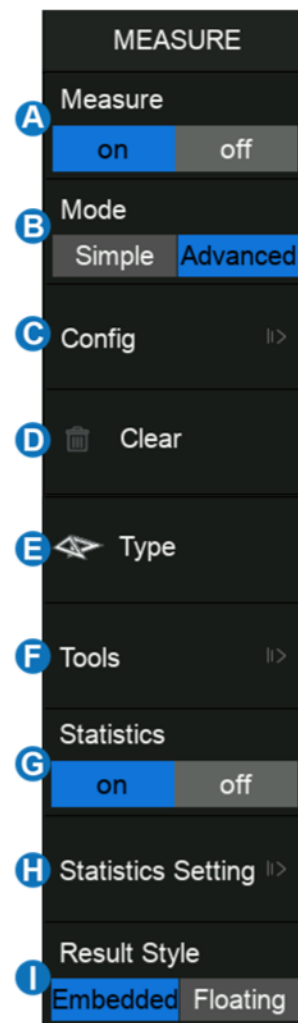 MEASURE
A
Measure
on off
B
Mode
Simple Advanced
C
Config
D
Clear
E
Type
F
Tools
G
Statistics
on off
H
Statistics Setting
I
Result Style
Embedded Floating